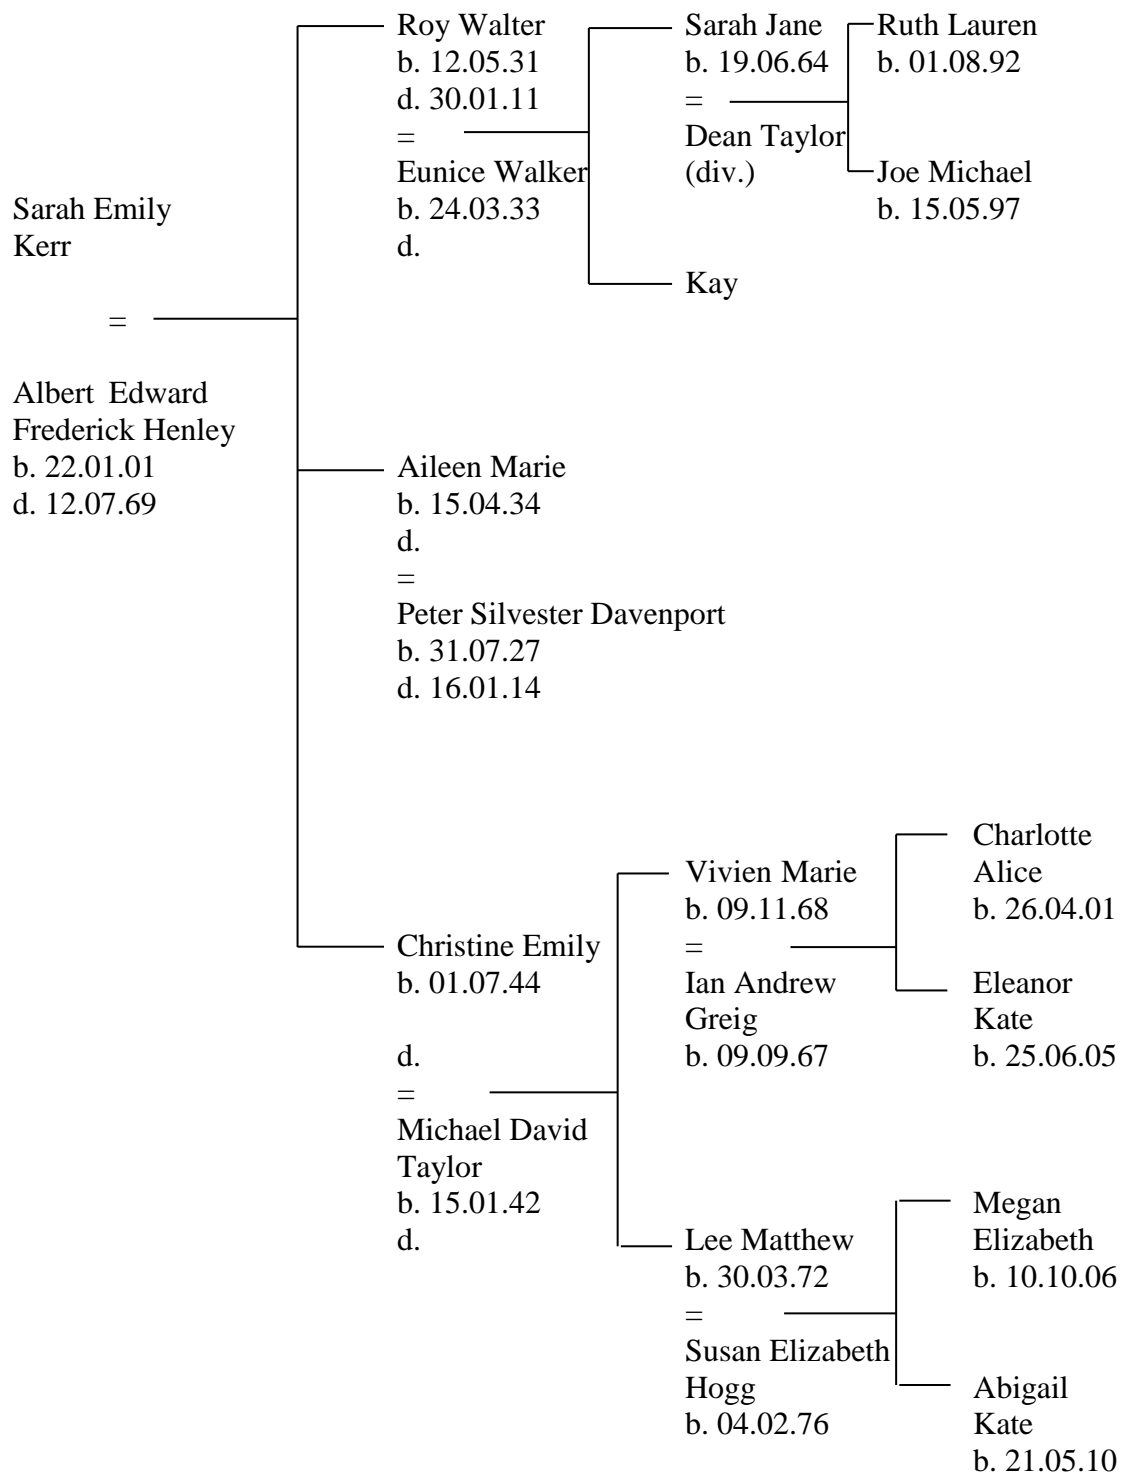 Sarah Emily
Kerr
=
Albert  Edward
Frederick Henley
b. 22.01.01
d. 12.07.69
Roy Walter
b. 12.05.31
d. 30.01.11
=
Eunice Walker
b. 24.03.33
d.
Sarah Jane
b. 19.06.64
=
Dean Taylor
(div.)
Ruth Lauren
b. 01.08.92
Joe Michael
b. 15.05.97
Kay
Aileen Marie
b. 15.04.34
d.
=
Peter Silvester Davenport
b. 31.07.27
d. 16.01.14
Christine Emily
b. 01.07.44
d.
=
Michael David
Taylor
b. 15.01.42
d.
Vivien Marie
b. 09.11.68
=
Ian Andrew
Greig
b. 09.09.67
Charlotte
Alice
b. 26.04.01
Eleanor
Kate
b. 25.06.05
Lee Matthew
b. 30.03.72
=
Susan Elizabeth
Hogg
b. 04.02.76
Megan
Elizabeth
b. 10.10.06
Abigail
Kate
b. 21.05.10